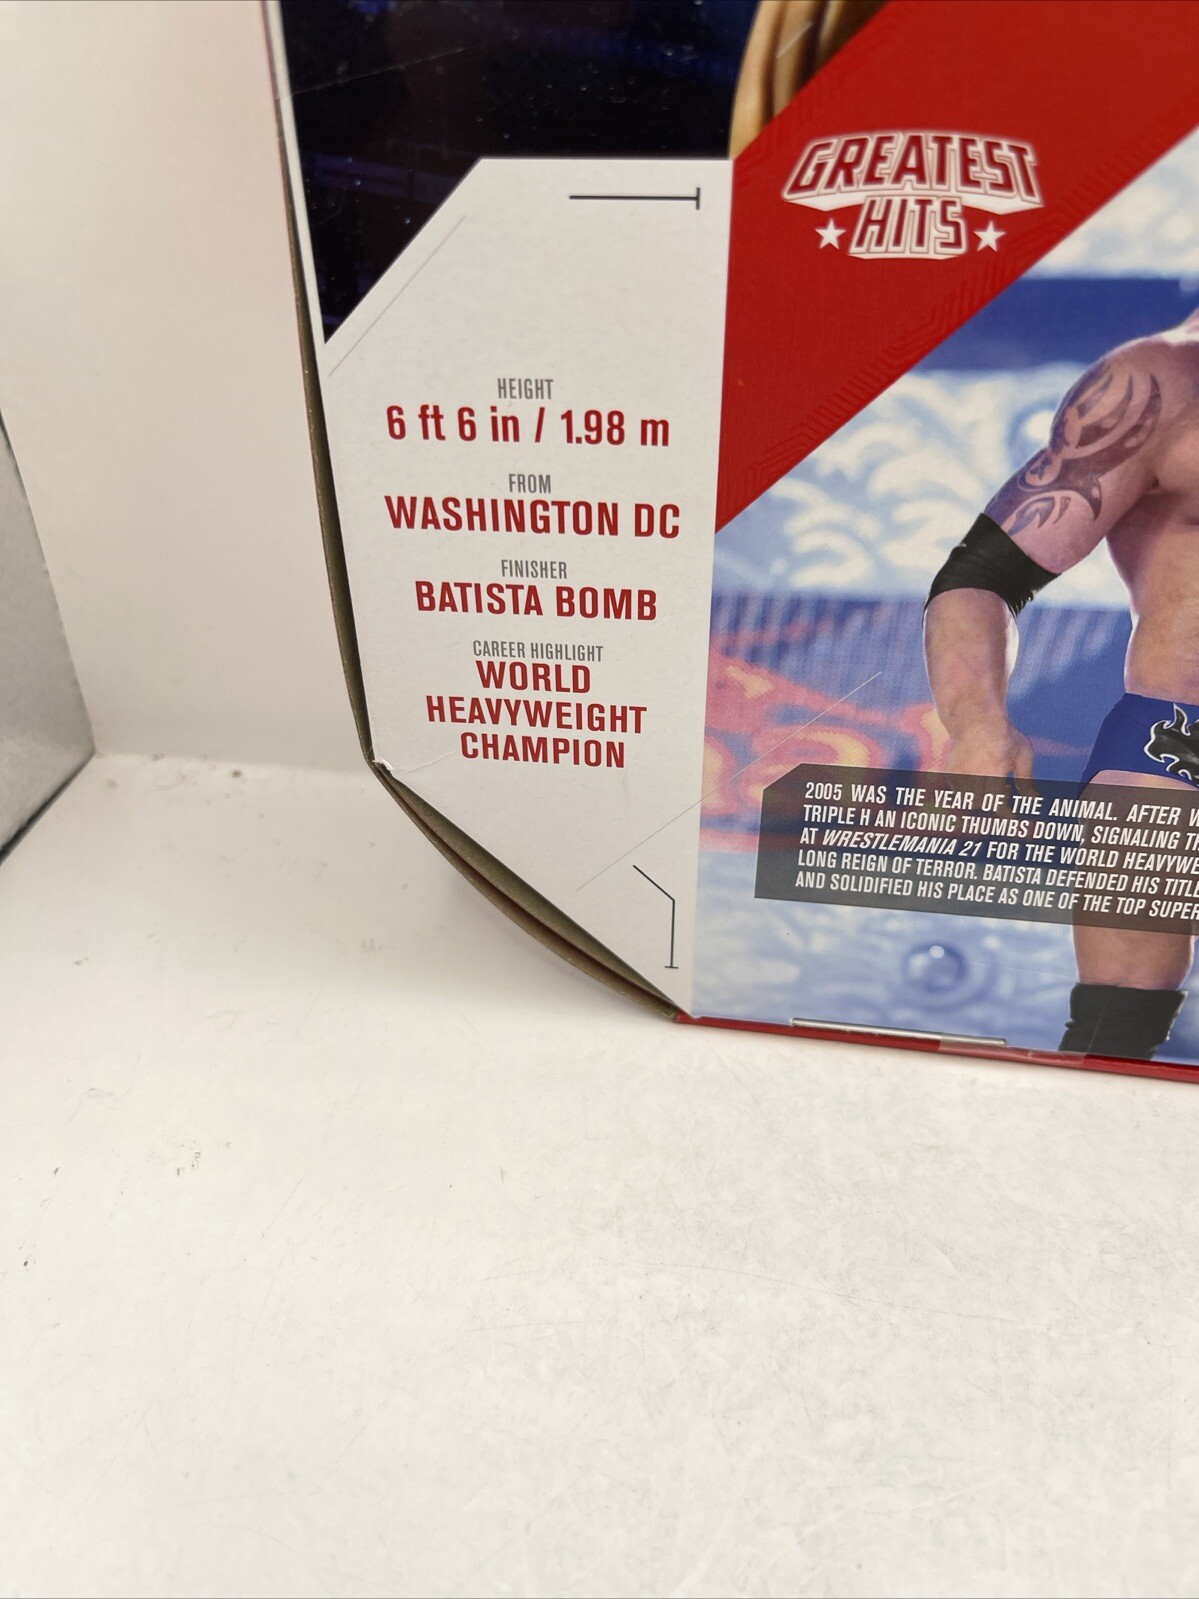 GREATEST
HITS
HEIGHT
6 ft 6 in / 1.98 m
FROM
WASHINGTON DC
FINISHER
BATISTA BOMB
CAREER HIGHLIGHT
WORLD
HEAVYWEIGHT
CHAMPION
2005 WAS THE YEAR OF THE ANIMAL. AFTER
TRIPLE H AN ICONIC THUMBS DOWN, SIGNALING
AT WRESTLEMANIA 21 FOR THE WORLD
LONG REIGN OF TERROR. BATISTA DEFENDED HIS
AND SOLIDIFIED HIS PLACE AS ONE OF THE TOP